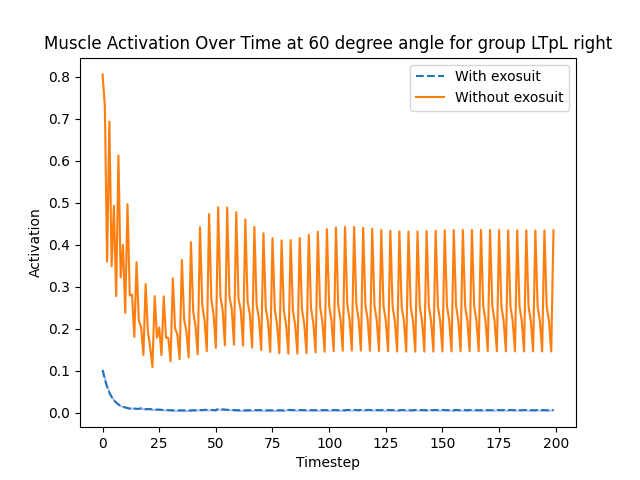 Muscle Activation Over Time at 60 degree angle for group LTpL right
With exosuit
Without exosuit
0.8
0.7
0.6
0.5
0.4
0.3
0.2
0.1
0.0
Activation
0 25 50 75 100 125 150 175 200
Timestep